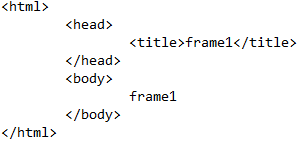 <html>
<head>
<title>frame1</title>
</head>
<body>
frame1
</body>
</html>